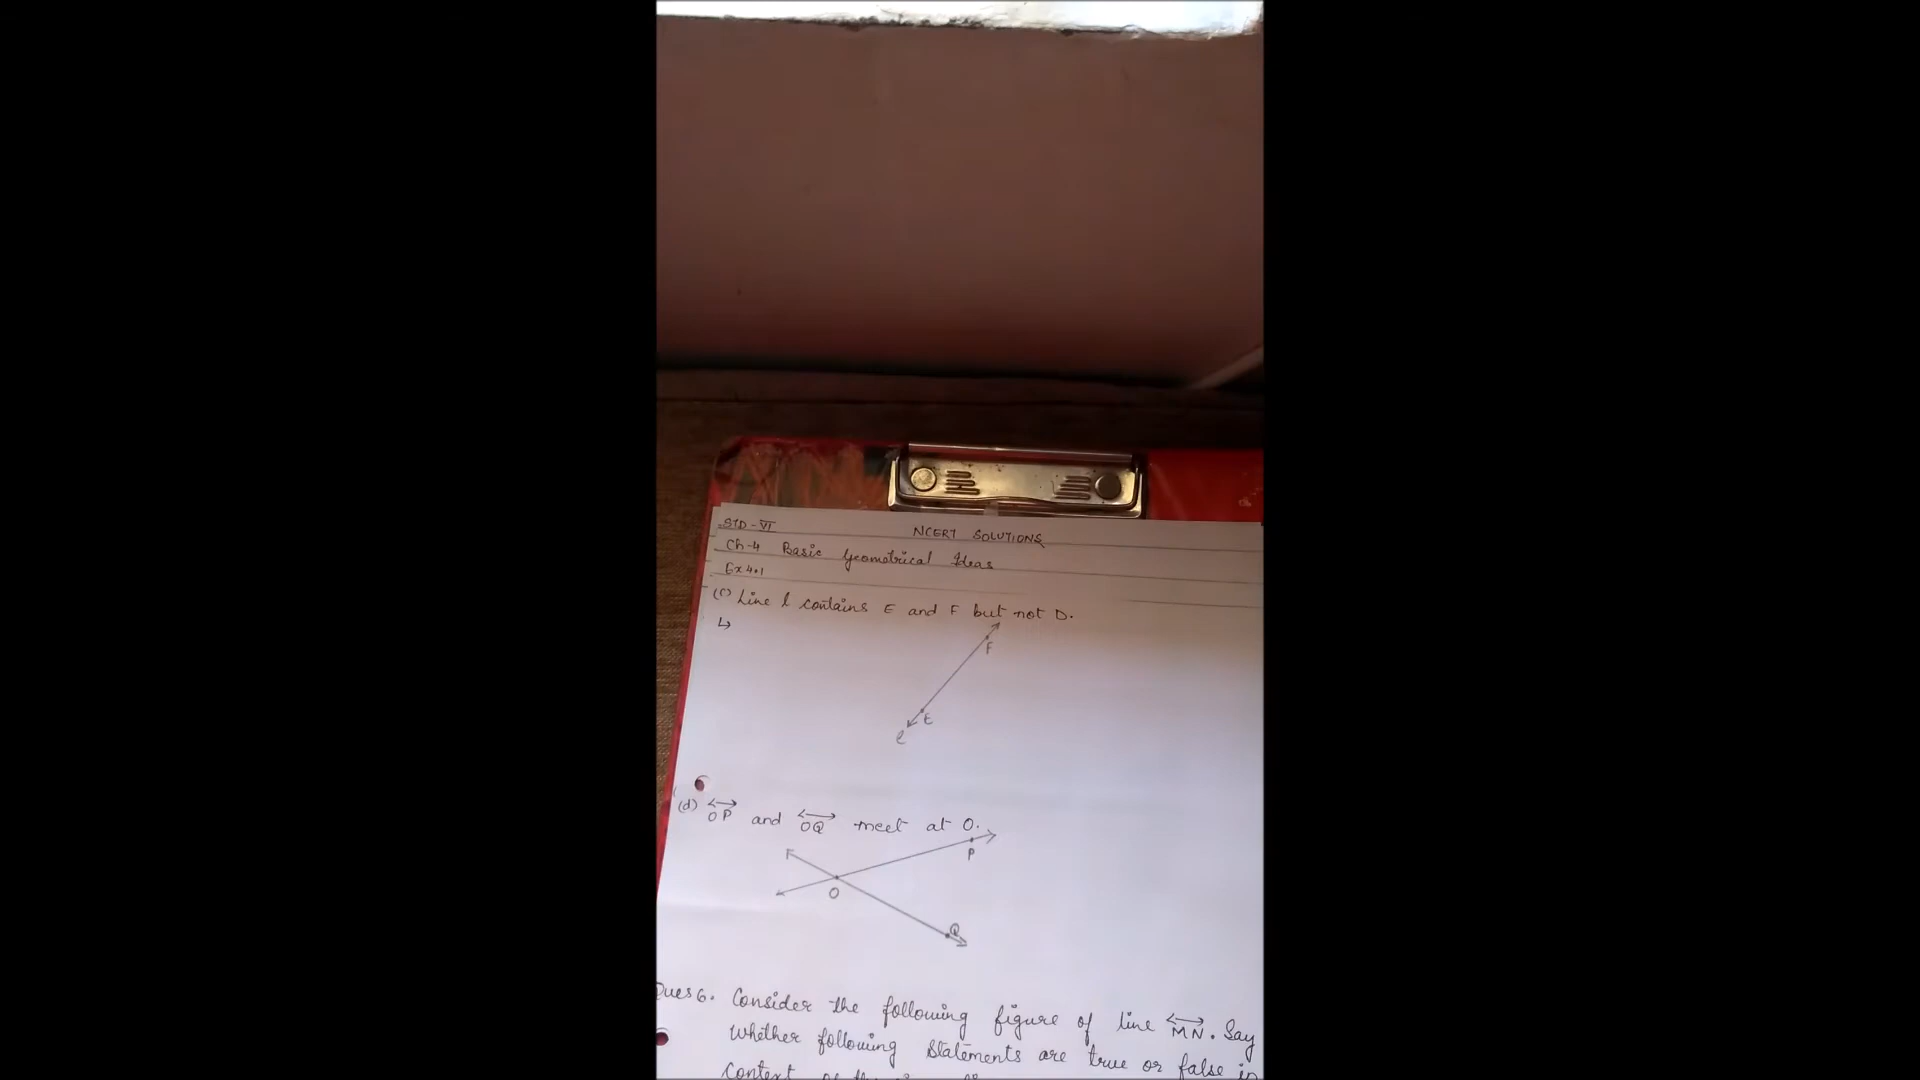 STD - VI
NCERT SOLUTIONS
Ch-4 Basic Geometrical Ideas
Ex 4.1
(c) Line l contains E and F but not D.
↳
F
E
l
(d) OP and OQ meet at O.
P
O
Q
Ques 6. Consider the following figure of line MN. Say
whether following statements are true or false in
context of